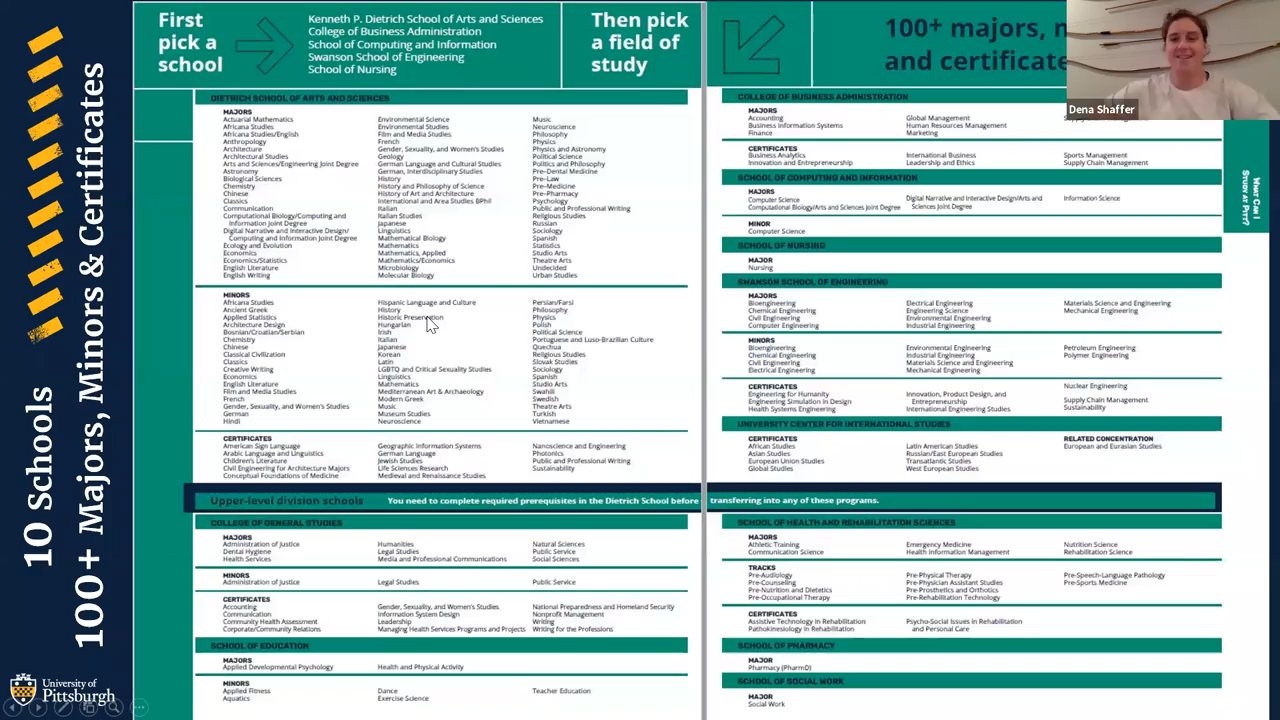 10 Schools
100+ Majors, Minors & Certificates
University of
Pittsburgh
First
pick a
school
Kenneth P. Dietrich School of Arts and Sciences
College of Business Administration
School of Computing and Information
Swanson School of Engineering
School of Nursing
Then pick
a field of
study
100+ majors, m
and certificate
Dena Shaffer
What Can I
Study at Pitt?
DIETRICH SCHOOL OF ARTS AND SCIENCES
MAJORS
Actuarial Mathematics
Africana Studies
Africana Studies/English
Anthropology
Architecture
Architectural Studies
Arts and Sciences/Engineering Joint Degree
Astronomy
Biological Sciences
Chemistry
Chinese
Classics
Communication
Computational Biology/Computing and
Information Joint Degree
Digital Narrative and Interactive Design/
Computing and Information Joint Degree
Ecology and Evolution
Economics
Economics/Statistics
English Literature
English Writing
Environmental Science
Environmental Studies
Film and Media Studies
French
Gender, Sexuality, and Women's Studies
Geology
German Language and Cultural Studies
German, Interdisciplinary Studies
History
History and Philosophy of Science
History of Art and Architecture
International and Area Studies BPhil
Italian
Italian Studies
Japanese
Linguistics
Mathematical Biology
Mathematics
Mathematics, Applied
Mathematics/Economics
Microbiology
Molecular Biology
Music
Neuroscience
Philosophy
Physics
Physics and Astronomy
Political Science
Politics and Philosophy
Pre-Dental Medicine
Pre-Law
Pre-Medicine
Pre-Pharmacy
Psychology
Public and Professional Writing
Religious Studies
Russian
Sociology
Spanish
Statistics
Studio Arts
Theatre Arts
Undecided
Urban Studies
MINORS
Africana Studies
Ancient Greek
Applied Statistics
Architecture Design
Bosnian/Croatian/Serbian
Chemistry
Chinese
Classical Civilization
Classics
Creative Writing
Economics
English Literature
Film and Media Studies
French
Gender, Sexuality, and Women's Studies
German
Hindi
Hispanic Language and Culture
History
Historic Preservation
Hungarian
Irish
Italian
Japanese
Korean
Latin
LGBTQ and Critical Sexuality Studies
Linguistics
Mathematics
Mediterranean Art & Archaeology
Modern Greek
Music
Museum Studies
Neuroscience
Persian/Farsi
Philosophy
Physics
Polish
Political Science
Portuguese and Luso-Brazilian Culture
Quechua
Religious Studies
Slovak Studies
Sociology
Spanish
Studio Arts
Swahili
Swedish
Theatre Arts
Turkish
Vietnamese
CERTIFICATES
American Sign Language
Arabic Language and Linguistics
Children's Literature
Civil Engineering for Architecture Majors
Conceptual Foundations of Medicine
Geographic Information Systems
German Language
Jewish Studies
Life Sciences Research
Medieval and Renaissance Studies
Nanoscience and Engineering
Photonics
Public and Professional Writing
Sustainability
COLLEGE OF BUSINESS ADMINISTRATION
MAJORS
Accounting
Business Information Systems
Finance
Global Management
Human Resources Management
Marketing
CERTIFICATES
Business Analytics
Innovation and Entrepreneurship
International Business
Leadership and Ethics
Sports Management
Supply Chain Management
SCHOOL OF COMPUTING AND INFORMATION
MAJORS
Computer Science
Computational Biology/Arts and Sciences Joint Degree
Digital Narrative and Interactive Design/Arts and
Sciences Joint Degree
Information Science
MINOR
Computer Science
SCHOOL OF NURSING
MAJOR
Nursing
SWANSON SCHOOL OF ENGINEERING
MAJORS
Bioengineering
Chemical Engineering
Civil Engineering
Computer Engineering
Electrical Engineering
Engineering Science
Environmental Engineering
Industrial Engineering
Materials Science and Engineering
Mechanical Engineering
MINORS
Bioengineering
Chemical Engineering
Civil Engineering
Electrical Engineering
Environmental Engineering
Industrial Engineering
Materials Science and Engineering
Mechanical Engineering
Petroleum Engineering
Polymer Engineering
CERTIFICATES
Engineering for Humanity
Engineering Simulation in Design
Health Systems Engineering
Innovation, Product Design, and
Entrepreneurship
International Engineering Studies
Nuclear Engineering
Supply Chain Management
Sustainability
UNIVERSITY CENTER FOR INTERNATIONAL STUDIES
CERTIFICATES
African Studies
Asian Studies
European Union Studies
Global Studies
Latin American Studies
Russian/East European Studies
Transatlantic Studies
West European Studies
RELATED CONCENTRATION
European and Eurasian Studies
Upper-level division schools
You need to complete required prerequisites in the Dietrich School before transferring into any of these programs.
COLLEGE OF GENERAL STUDIES
MAJORS
Administration of Justice
Dental Hygiene
Health Services
Humanities
Legal Studies
Media and Professional Communications
Natural Sciences
Public Service
Social Sciences
MINORS
Administration of Justice
Legal Studies
Public Service
CERTIFICATES
Accounting
Communication
Community Health Assessment
Corporate/Community Relations
Gender, Sexuality, and Women's Studies
Information System Design
Leadership
Managing Health Services Programs and Projects
National Preparedness and Homeland Security
Nonprofit Management
Writing
Writing for the Professions
SCHOOL OF EDUCATION
MAJORS
Applied Developmental Psychology
Health and Physical Activity
MINORS
Applied Fitness
Aquatics
Dance
Exercise Science
Teacher Education
SCHOOL OF HEALTH AND REHABILITATION SCIENCES
MAJORS
Athletic Training
Communication Science
Emergency Medicine
Health Information Management
Nutrition Science
Rehabilitation Science
TRACKS
Pre-Audiology
Pre-Counseling
Pre-Nutrition and Dietetics
Pre-Occupational Therapy
Pre-Physical Therapy
Pre-Physician Assistant Studies
Pre-Prosthetics and Orthotics
Pre-Rehabilitation Technology
Pre-Speech-Language Pathology
Pre-Sports Medicine
CERTIFICATES
Assistive Technology in Rehabilitation
Pathokinesiology in Rehabilitation
Psycho-Social Issues in Rehabilitation
and Personal Care
SCHOOL OF PHARMACY
MAJOR
Pharmacy (PharmD)
SCHOOL OF SOCIAL WORK
MAJOR
Social Work